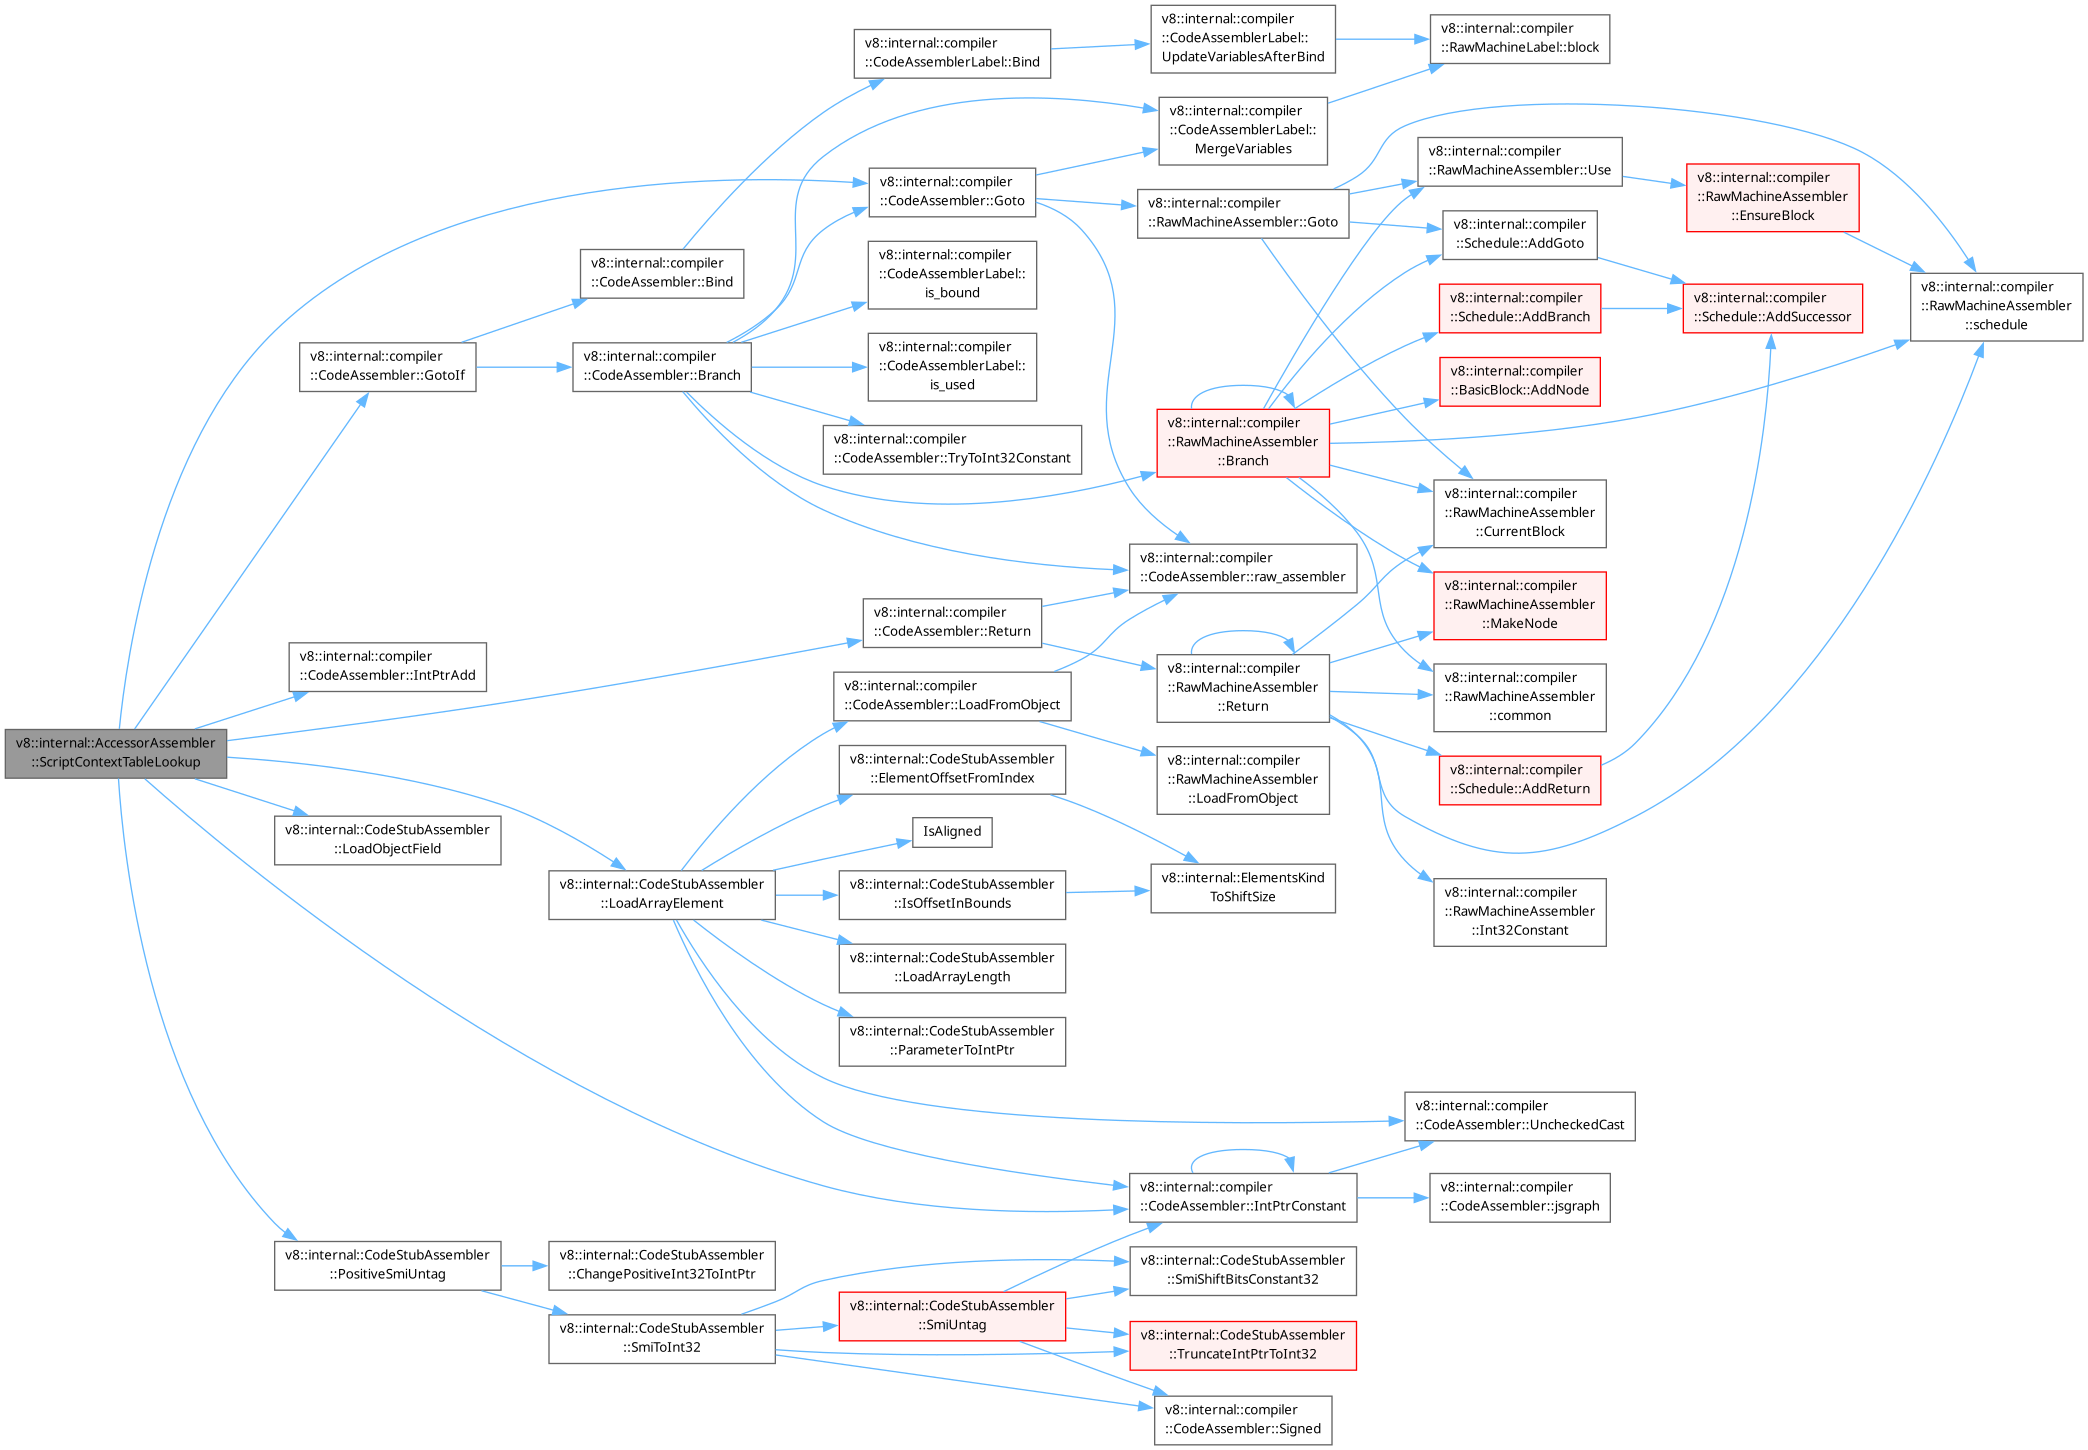 v8::internal::AccessorAssembler
::ScriptContextTableLookup
v8::internal::compiler
::CodeAssembler::GotoIf
v8::internal::compiler
::CodeAssembler::IntPtrAdd
v8::internal::CodeStubAssembler
::LoadObjectField
v8::internal::CodeStubAssembler
::PositiveSmiUntag
v8::internal::compiler
::CodeAssembler::Bind
v8::internal::compiler
::CodeAssembler::Branch
v8::internal::CodeStubAssembler
::LoadArrayElement
v8::internal::CodeStubAssembler
::ChangePositiveInt32ToIntPtr
v8::internal::CodeStubAssembler
::SmiToInt32
v8::internal::compiler
::CodeAssemblerLabel::Bind
v8::internal::compiler
::CodeAssembler::Goto
v8::internal::compiler
::CodeAssemblerLabel::
is_bound
v8::internal::compiler
::CodeAssemblerLabel::
is_used
v8::internal::compiler
::CodeAssembler::TryToInt32Constant
v8::internal::compiler
::CodeAssembler::Return
v8::internal::compiler
::CodeAssembler::LoadFromObject
v8::internal::CodeStubAssembler
::ElementOffsetFromIndex
IsAligned
v8::internal::CodeStubAssembler
::IsOffsetInBounds
v8::internal::CodeStubAssembler
::LoadArrayLength
v8::internal::CodeStubAssembler
::ParameterToIntPtr
v8::internal::CodeStubAssembler
::SmiUntag
v8::internal::compiler
::CodeAssemblerLabel::
UpdateVariablesAfterBind
v8::internal::compiler
::CodeAssemblerLabel::
MergeVariables
v8::internal::compiler
::RawMachineAssembler::Goto
v8::internal::compiler
::RawMachineAssembler
::Branch
v8::internal::compiler
::CodeAssembler::raw_assembler
v8::internal::compiler
::RawMachineAssembler
::Return
v8::internal::compiler
::RawMachineAssembler
::LoadFromObject
v8::internal::ElementsKind
ToShiftSize
v8::internal::compiler
::CodeAssembler::IntPtrConstant
v8::internal::CodeStubAssembler
::SmiShiftBitsConstant32
v8::internal::CodeStubAssembler
::TruncateIntPtrToInt32
v8::internal::compiler
::CodeAssembler::Signed
v8::internal::compiler
::RawMachineLabel::block
v8::internal::compiler
::RawMachineAssembler::Use
v8::internal::compiler
::Schedule::AddGoto
v8::internal::compiler
::Schedule::AddBranch
v8::internal::compiler
::BasicBlock::AddNode
v8::internal::compiler
::RawMachineAssembler
::CurrentBlock
v8::internal::compiler
::RawMachineAssembler
::MakeNode
v8::internal::compiler
::RawMachineAssembler
::common
v8::internal::compiler
::Schedule::AddReturn
v8::internal::compiler
::RawMachineAssembler
::Int32Constant
v8::internal::compiler
::CodeAssembler::UncheckedCast
v8::internal::compiler
::CodeAssembler::jsgraph
v8::internal::compiler
::RawMachineAssembler
::EnsureBlock
v8::internal::compiler
::Schedule::AddSuccessor
v8::internal::compiler
::RawMachineAssembler
::schedule